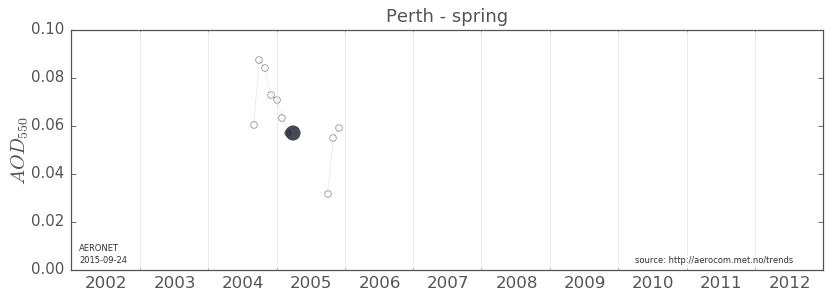 Perth - spring
0.10
0.08
0.06
0.04
0.02
0.00
AOD550
AERONET
2015-09-24
source: http://aerocom.met.no/trends
2002 2003 2004 2005 2006 2007 2008 2009 2010 2011 2012